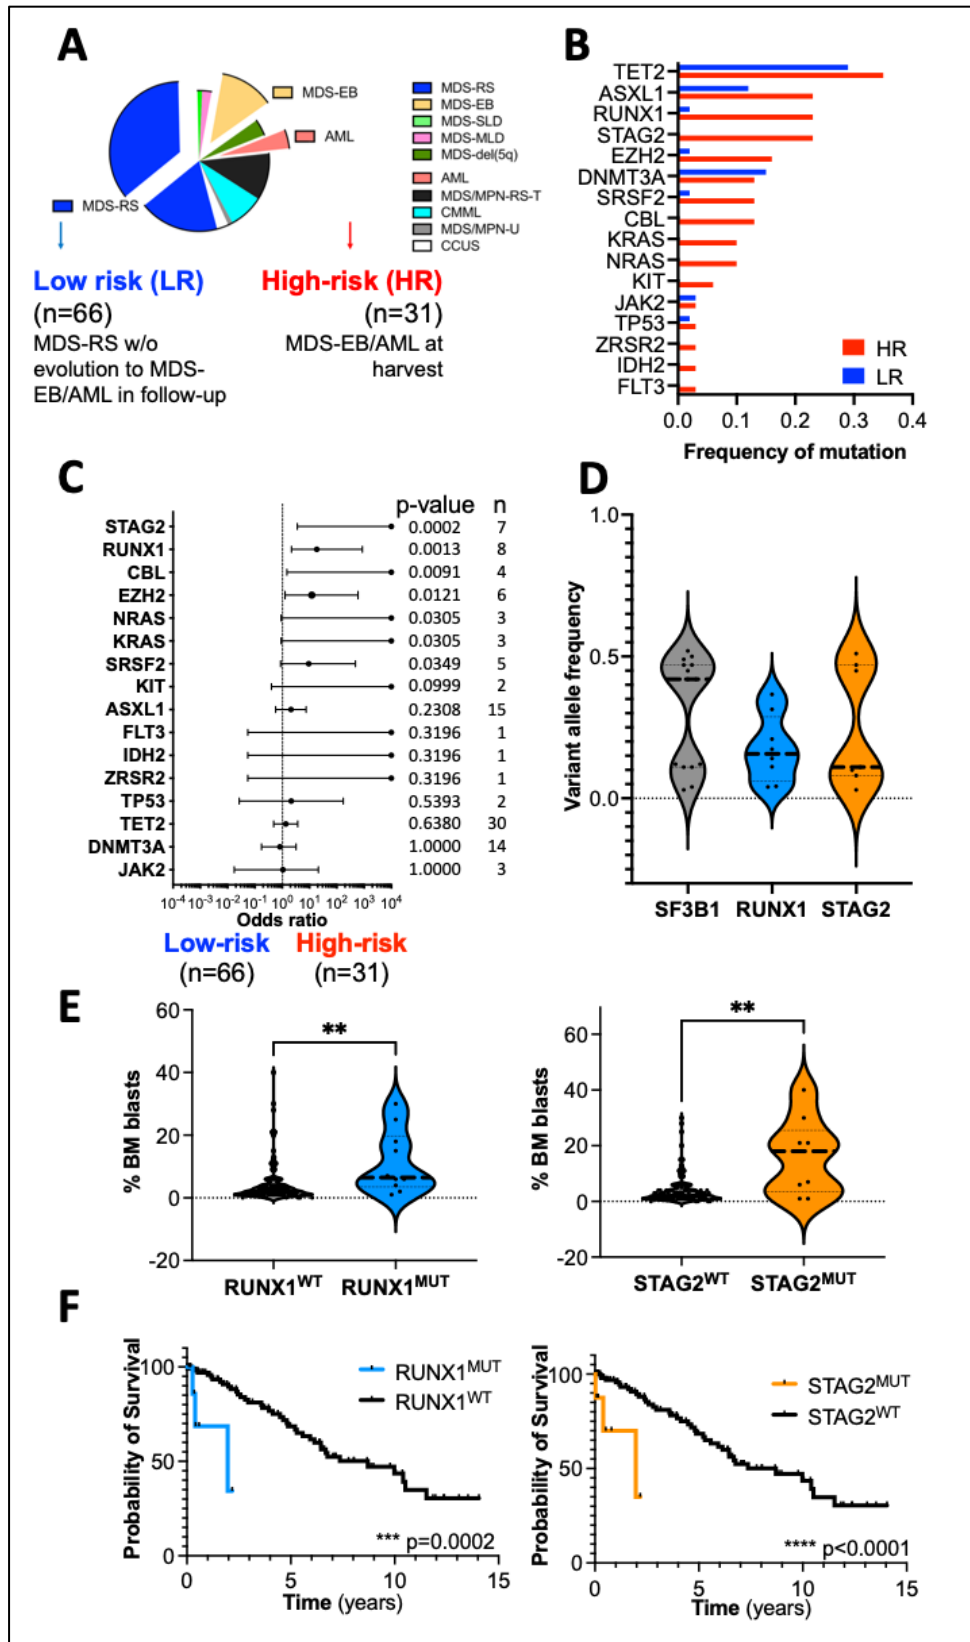 A
MDS-EB
AML
MDS-RS
MDS-RS
MDS-EB
MDS-SLD
MDS-MLD
MDS-del(5q)
AML
MDS/MPN-RS-T
CMML
MDS/MPN-U
CCUS
Low risk (LR)
(n=66)
MDS-RS w/o
evolution to MDS-
EB/AML in follow-up
High-risk (HR)
(n=31)
MDS-EB/AML at
harvest
B
TET2
ASXL1
RUNX1
STAG2
EZH2
DNMT3A
SRSF2
CBL
KRAS
NRAS
KIT
JAK2
TP53
ZRSR2
IDH2
FLT3
HR
LR
0.0 0.1 0.2 0.3 0.4
Frequency of mutation
C
p-value n
STAG2 0.0002 7
RUNX1 0.0013 8
CBL 0.0091 4
EZH2 0.0121 6
NRAS 0.0305 3
KRAS 0.0305 3
SRSF2 0.0349 5
KIT 0.0999 2
ASXL1 0.2308 15
FLT3 0.3196 1
IDH2 0.3196 1
ZRSR2 0.3196 1
TP53 0.5393 2
TET2 0.6380 30
DNMT3A 1.0000 14
JAK2 1.0000 3
10⁻⁴ 10⁻³ 10⁻² 10⁻¹ 10⁰ 10¹ 10² 10³ 10⁴
Odds ratio
Low-risk High-risk
(n=66) (n=31)
D
Variant allele frequency
1.0
0.5
0.0
SF3B1 RUNX1 STAG2
E
% BM blasts
60
40
20
0
-20
**
RUNX1ᵂᵀ RUNX1ᴹᵁᵀ
% BM blasts
60
40
20
0
-20
**
STAG2ᵂᵀ STAG2ᴹᵁᵀ
F
Probability of Survival
100
50
0
RUNX1ᴹᵁᵀ
RUNX1ᵂᵀ
*** p=0.0002
0 5 10 15
Time (years)
Probability of Survival
100
50
0
STAG2ᴹᵁᵀ
STAG2ᵂᵀ
**** p<0.0001
0 5 10 15
Time (years)